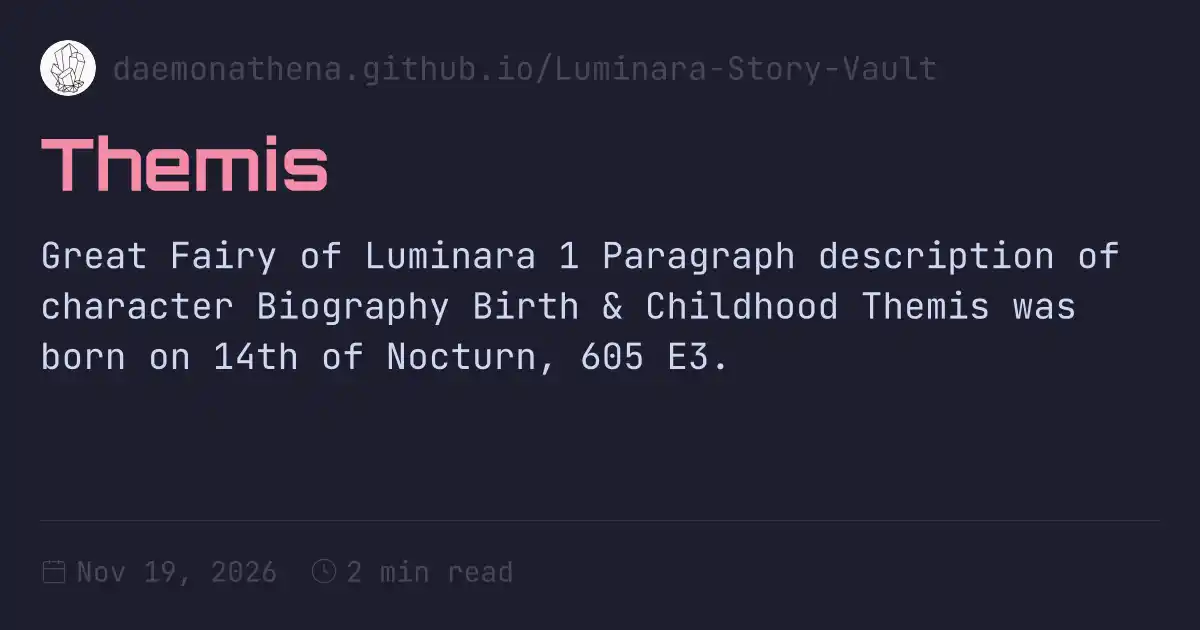 daemonathena.github.io/Luminara-Story-Vault
Themis
Great Fairy of Luminara 1 Paragraph description of
character Biography Birth & Childhood Themis was
born on 14th of Nocturn, 605 E3.
Nov 19, 2026 2 min read